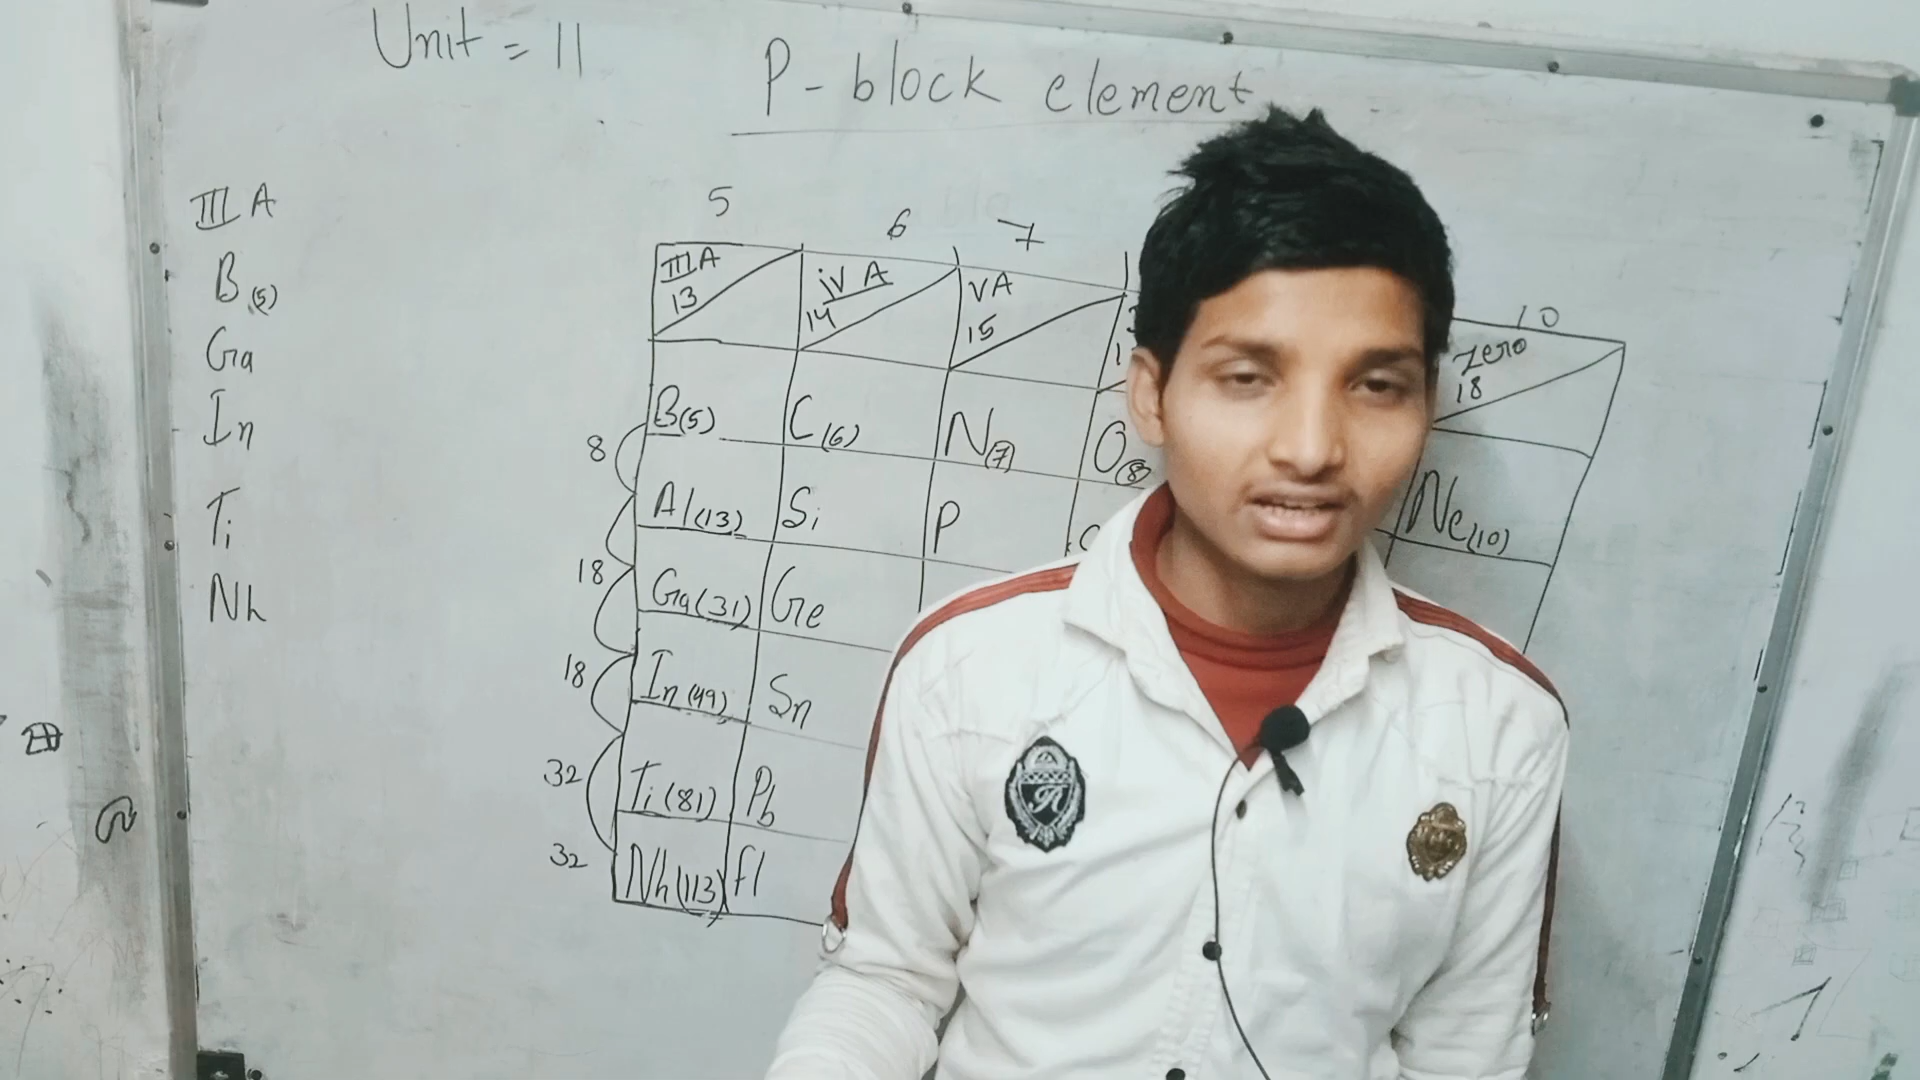 Unit = 11
P-block element
III A
B(5)
Ga
In
Ti
Nh
5 6 7 10
III A 13 iv A 14 VA 15 zero 18
B(5) C(6) N(7) O(8) Ne(10)
8
Al(13) Si P
18
Ga(31) Ge
18
In(49) Sn
32
Ti(81) Pb
32
Nh(113) fl